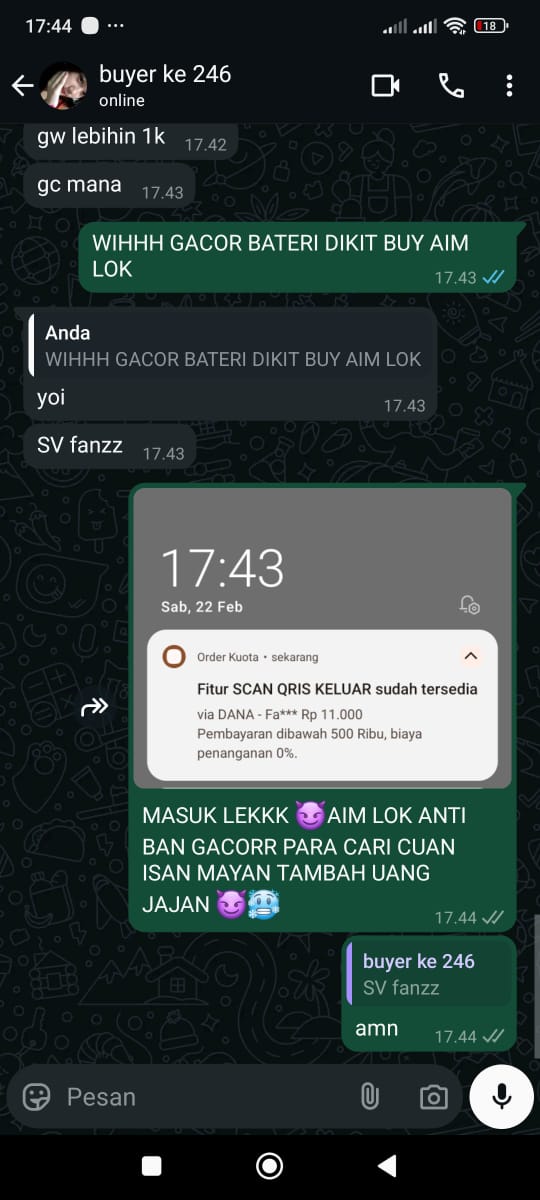 17:44 ...
18
buyer ke 246
online
gw lebihin 1k 17.42
gc mana 17.43
WIHHH GACOR BATERI DIKIT BUY AIM
LOK 17.43
Anda
WIHHH GACOR BATERI DIKIT BUY AIM LOK
yoi 17.43
SV fanzz 17.43
17:43
Sab, 22 Feb
Order Kuota • sekarang
Fitur SCAN QRIS KELUAR sudah tersedia
via DANA - Fa*** Rp 11.000
Pembayaran dibawah 500 Ribu, biaya
penanganan 0%.
MASUK LEKKK 😈AIM LOK ANTI
BAN GACORR PARA CARI CUAN
ISAN MAYAN TAMBAH UANG
JAJAN 😈🥶 17.44
buyer ke 246
SV fanzz
amn 17.44
Pesan